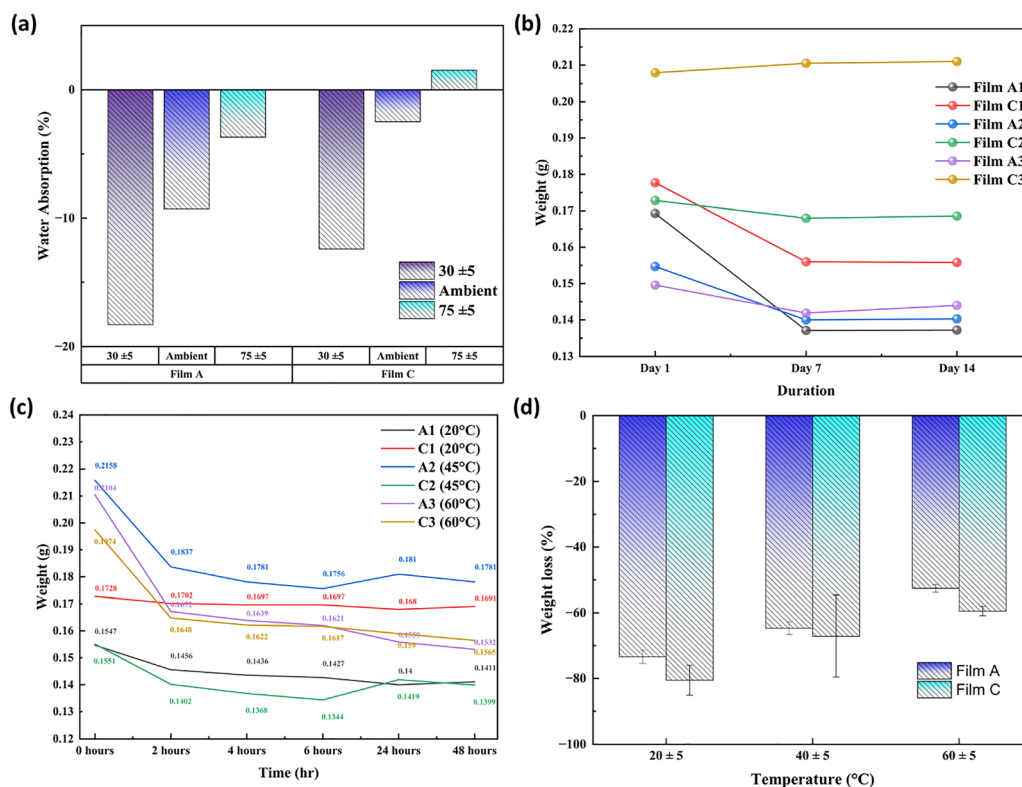 (a)
Water Absorption (%)
0
−10
−20
30 ±5
Ambient
75 ±5
30 ±5 Ambient 75 ±5 30 ±5 Ambient 75 ±5
Film A Film C
(b)
Weight (g)
0.22
0.21
0.20
0.19
0.18
0.17
0.16
0.15
0.14
0.13
Film A1
Film C1
Film A2
Film C2
Film A3
Film C3
Day 1 Day 7 Day 14
Duration
(c)
Weight (g)
0.24
0.23
0.22
0.21
0.20
0.19
0.18
0.17
0.16
0.15
0.14
0.13
0.12
A1 (20°C)
C1 (20°C)
A2 (45°C)
C2 (45°C)
A3 (60°C)
C3 (60°C)
0.2158 0.1837 0.1781 0.1756 0.181 0.1781
0.2104 0.1672 0.1639 0.1621 0.1559 0.1532
0.1974 0.1648 0.1622 0.1617 0.159 0.1565
0.1728 0.1702 0.1697 0.1697 0.168 0.1691
0.1547 0.1456 0.1436 0.1427 0.14 0.1411
0.1551 0.1402 0.1368 0.1344 0.1419 0.1399
0 hours 2 hours 4 hours 6 hours 24 hours 48 hours
Time (hr)
(d)
Weight loss (%)
0
−20
−40
−60
−80
−100
Film A
Film C
20 ± 5 40 ± 5 60 ± 5
Temperature (°C)